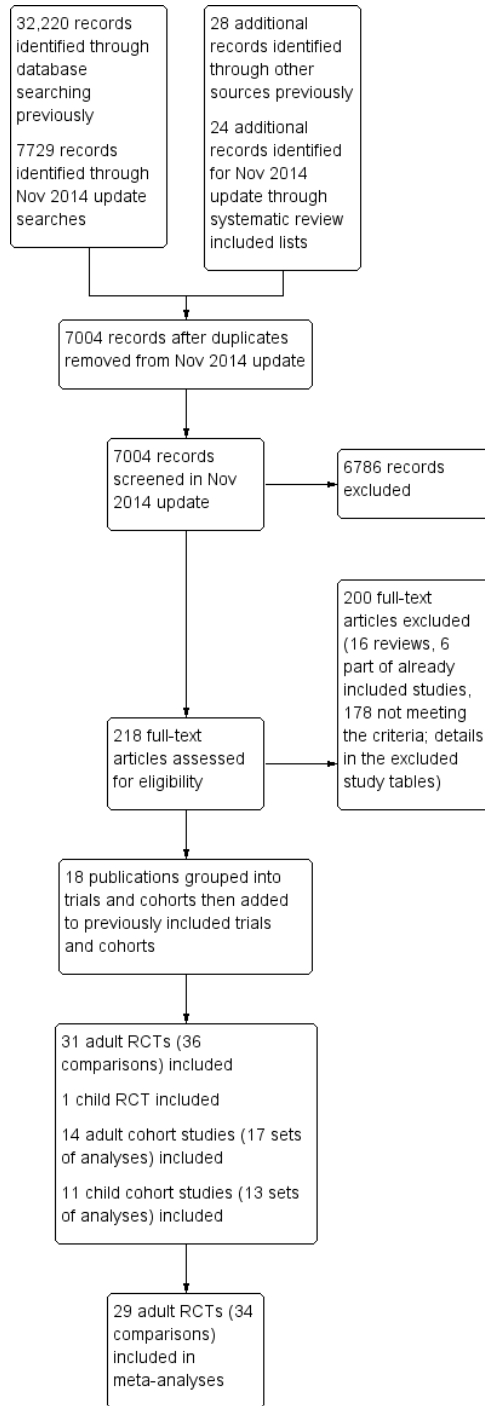 32,220 records
identified through
database
searching
previously
7729 records
identified through
Nov 2014 update
searches
28 additional
records identified
through other
sources previously
24 additional
records identified
for Nov 2014
update through
systematic review
included lists
7004 records after duplicates
removed from Nov 2014 update
7004 records
screened in Nov
2014 update
6786 records
excluded
200 full-text
articles excluded
(16 reviews, 6
part of already
included studies,
178 not meeting
the criteria; details
in the excluded
study tables)
218 full-text
articles assessed
for eligibility
18 publications grouped into
trials and cohorts then added
to previously included trials
and cohorts
31 adult RCTs (36
comparisons) included
1 child RCT included
14 adult cohort studies (17 sets
of analyses) included
11 child cohort studies (13 sets
of analyses) included
29 adult RCTs (34
comparisons)
included in
meta-analyses